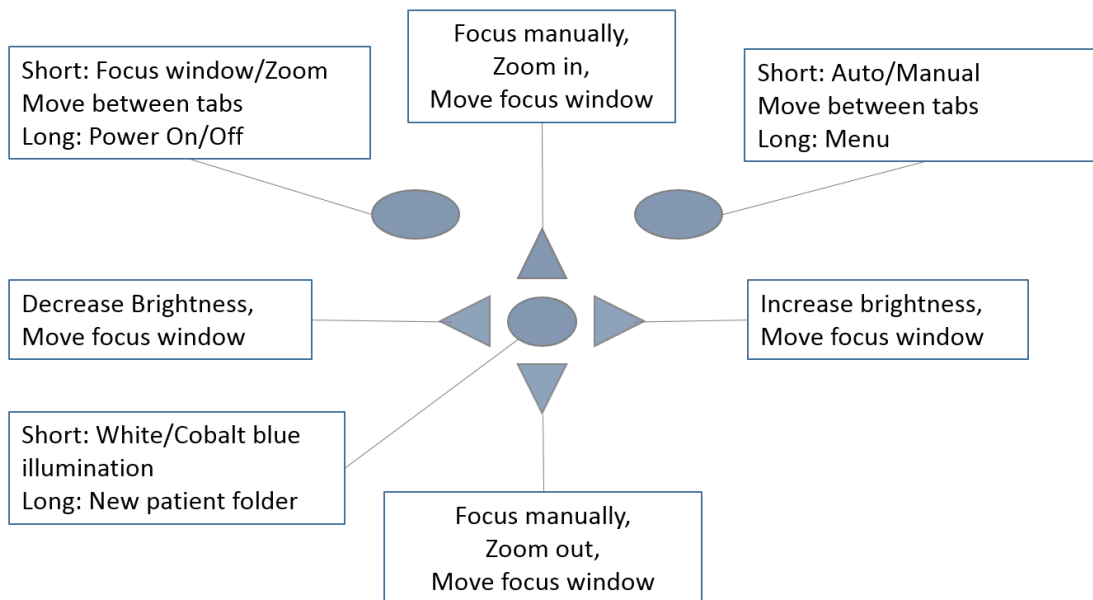 Focus manually,
Zoom in,
Move focus window
Short: Focus window/Zoom
Move between tabs
Long: Power On/Off
Short: Auto/Manual
Move between tabs
Long: Menu
Decrease Brightness,
Move focus window
Increase brightness,
Move focus window
Short: White/Cobalt blue
illumination
Long: New patient folder
Focus manually,
Zoom out,
Move focus window